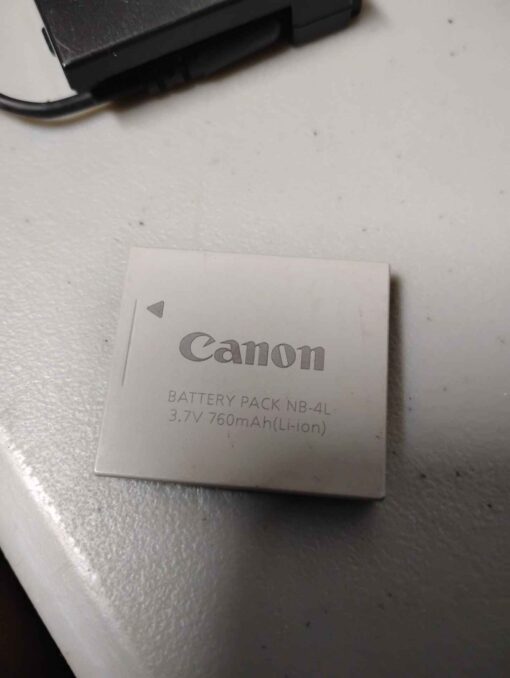 Canon
BATTERY PACK NB-4L
3.7V 760mAh(Li-ion)